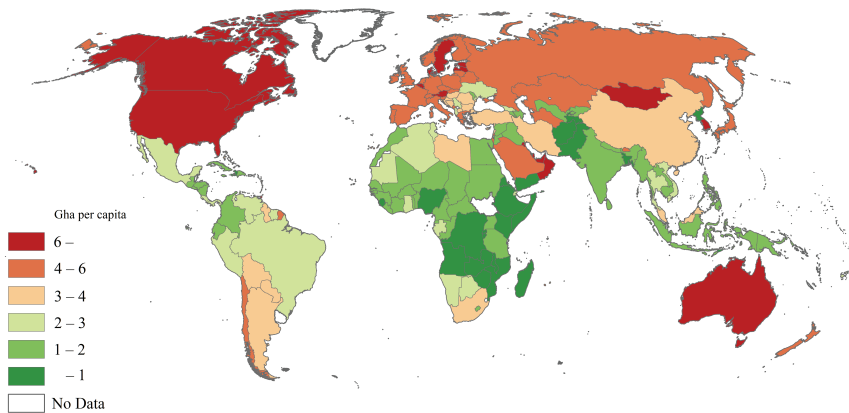 Gha per capita
6 –
4 – 6
3 – 4
2 – 3
1 – 2
– 1
No Data